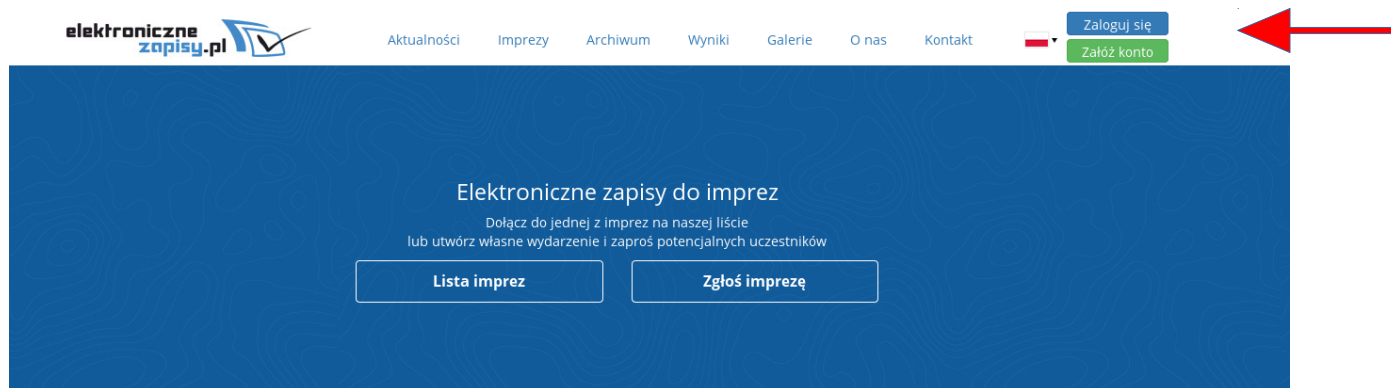 elektroniczne
zapisy.pl
Aktualności Imprezy Archiwum Wyniki Galerie O nas Kontakt
Zaloguj się
Załóż konto
Elektroniczne zapisy do imprez
Dołącz do jednej z imprez na naszej liście
lub utwórz własne wydarzenie i zaproś potencjalnych uczestników
Lista imprez Zgłoś imprezę